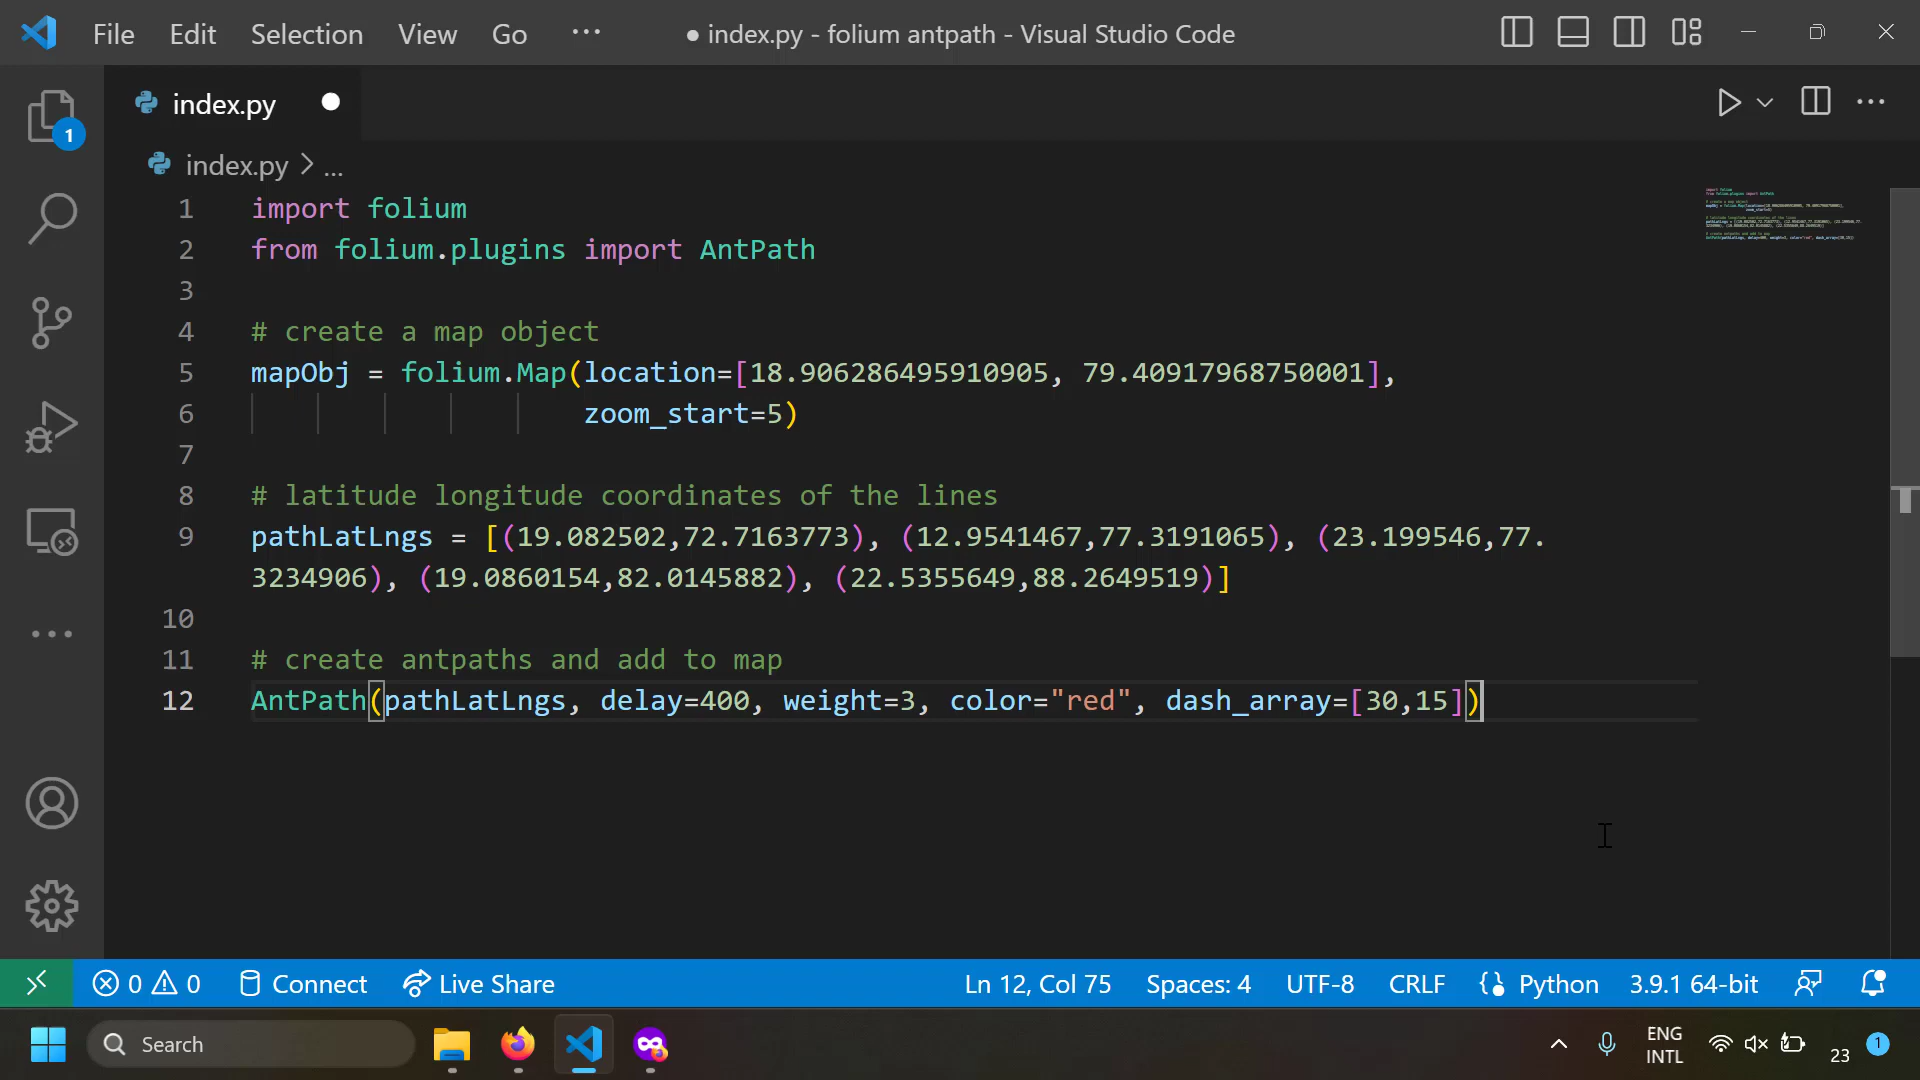 File Edit Selection View Go ··· ● index.py - folium antpath - Visual Studio Code
1
index.py
index.py > ...
1 import folium
2 from folium.plugins import AntPath
3
4 # create a map object
5 mapObj = folium.Map(location=[18.906286495910905, 79.40917968750001],
6 zoom_start=5)
7
8 # latitude longitude coordinates of the lines
9 pathLatLngs = [(19.082502,72.7163773), (12.9541467,77.3191065), (23.199546,77.
3234906), (19.0860154,82.0145882), (22.5355649,88.2649519)]
10
11 # create antpaths and add to map
12 AntPath(pathLatLngs, delay=400, weight=3, color="red", dash_array=[30,15])
0 0 Connect Live Share Ln 12, Col 75 Spaces: 4 UTF-8 CRLF Python 3.9.1 64-bit
Search ENG
INTL 23 1